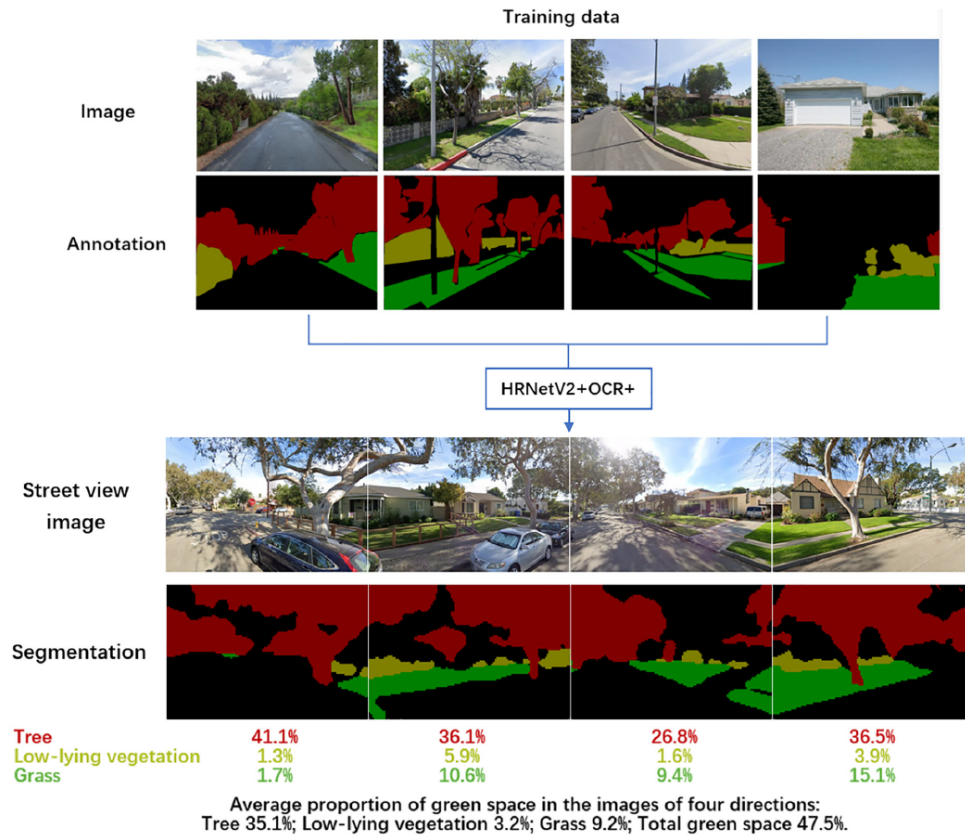 Training data
Image
Annotation
HRNetV2+OCR+
Street view
image
Segmentation
Tree 41.1% 36.1% 26.8% 36.5%
Low-lying vegetation 1.3% 5.9% 1.6% 3.9%
Grass 1.7% 10.6% 9.4% 15.1%
Average proportion of green space in the images of four directions:
Tree 35.1%; Low-lying vegetation 3.2%; Grass 9.2%; Total green space 47.5%.